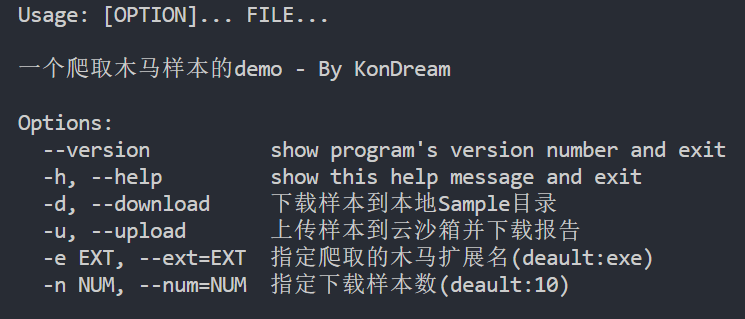 Usage: [OPTION]... FILE...
一个爬取木马样本的demo - By KonDream
Options:
--version show program's version number and exit
-h, --help show this help message and exit
-d, --download 下载样本到本地Sample目录
-u, --upload 上传样本到云沙箱并下载报告
-e EXT, --ext=EXT 指定爬取的木马扩展名(deault:exe)
-n NUM, --num=NUM 指定下载样本数(deault:10)